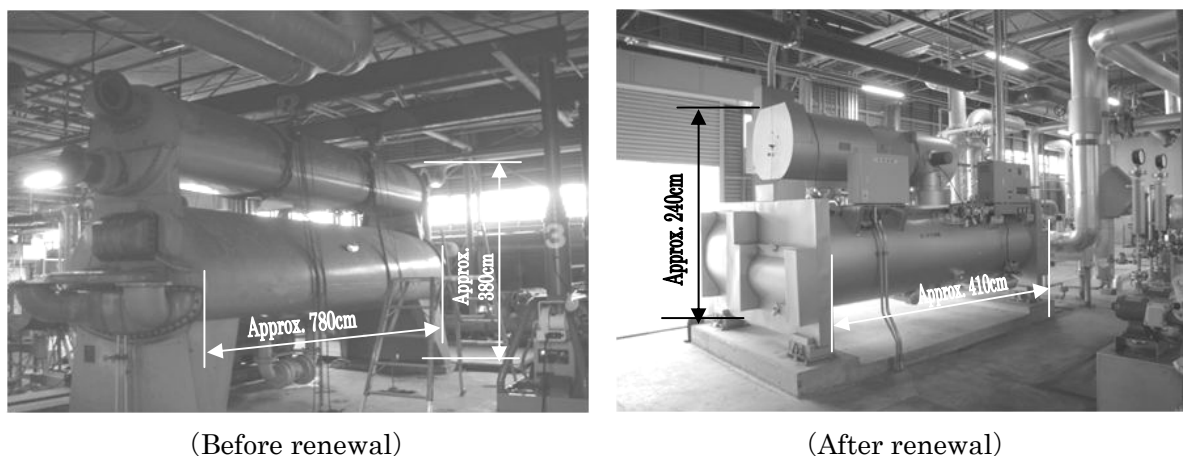 Approx. 780cm
Approx.
380cm
3
Approx. 240cm
Approx. 410cm
(Before renewal)
(After renewal)